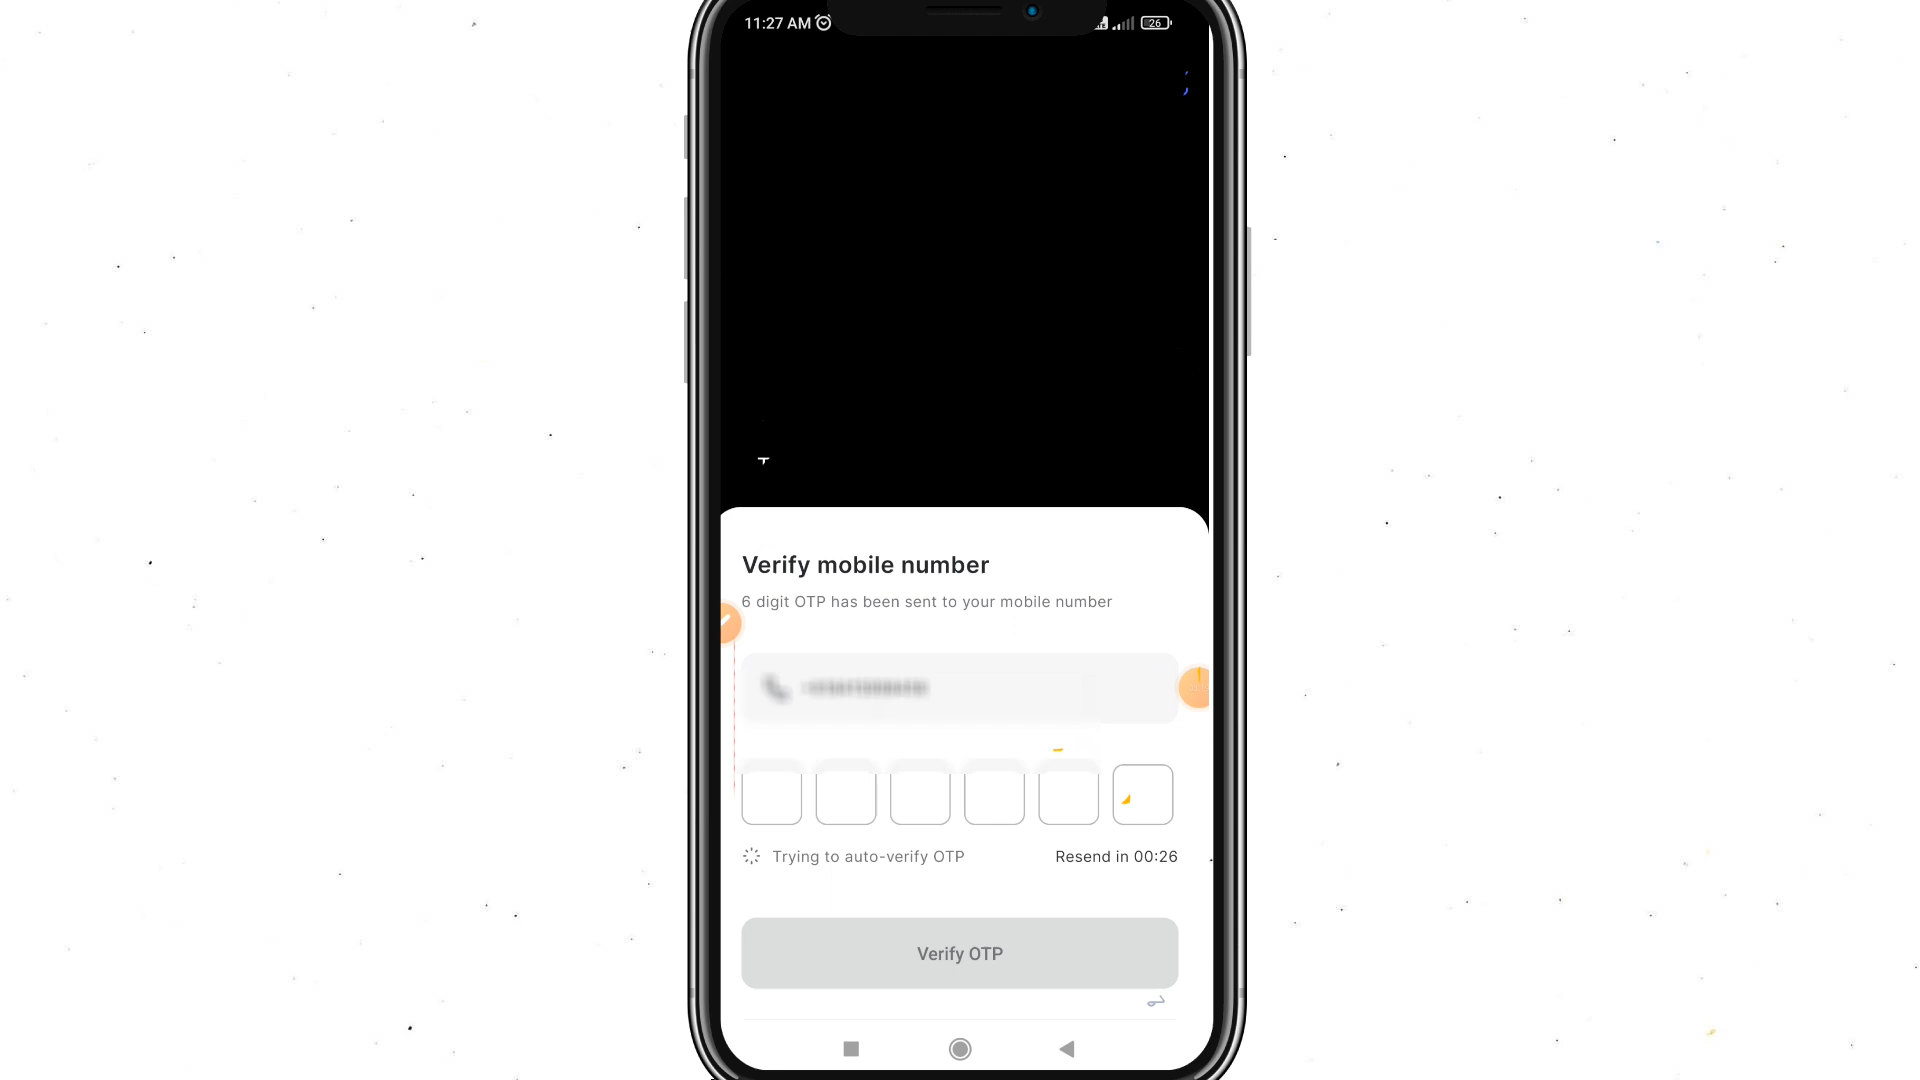 11:27 AM
26
Verify mobile number
6 digit OTP has been sent to your mobile number
Trying to auto-verify OTP
Resend in 00:26
Verify OTP